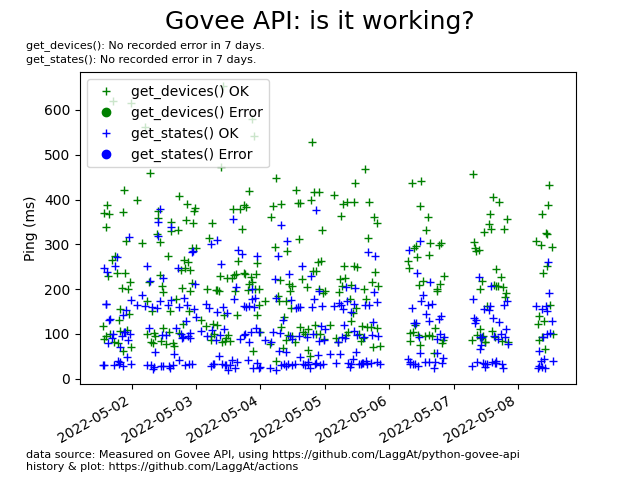 Govee API: is it working?
get_devices(): No recorded error in 7 days.
get_states(): No recorded error in 7 days.
get_devices() OK
get_devices() Error
get_states() OK
get_states() Error
Ping (ms)
600
500
400
300
200
100
0
2022-05-02
2022-05-03
2022-05-04
2022-05-05
2022-05-06
2022-05-07
2022-05-08
data source: Measured on Govee API, using https://github.com/LaggAt/python-govee-api
history & plot: https://github.com/LaggAt/actions